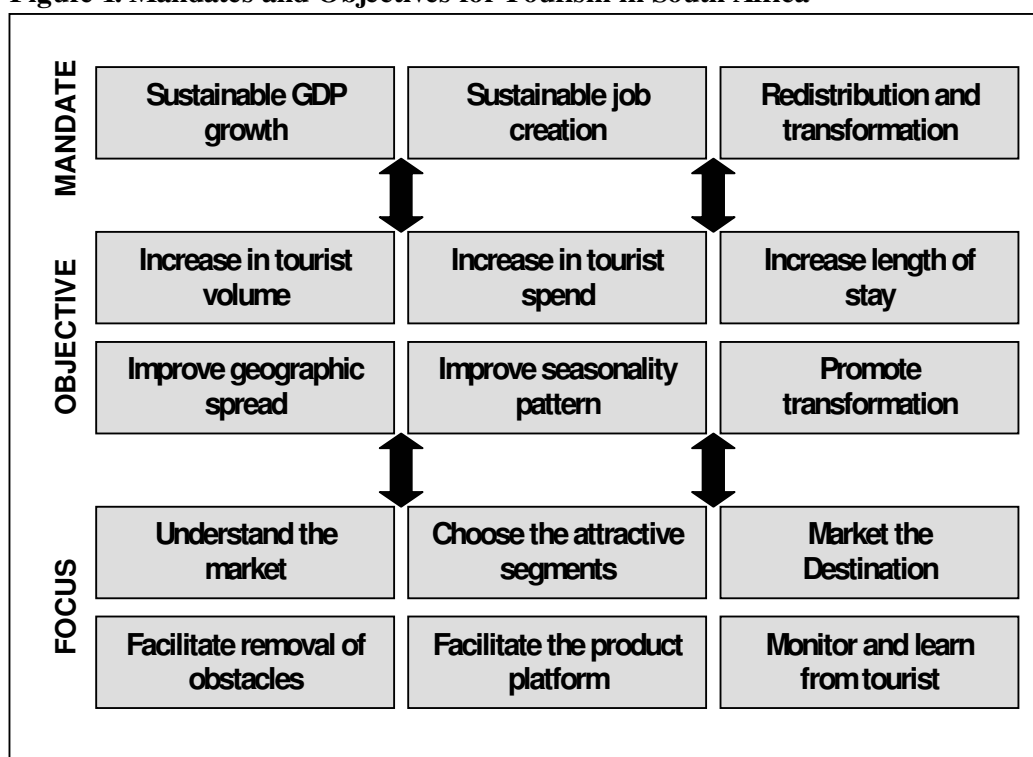 Figure 1. Mandates and Objectives for Tourism in South Africa
MANDATE
Sustainable GDP
growth
Sustainable job
creation
Redistribution and
transformation
OBJECTIVE
Increase in tourist
volume
Increase in tourist
spend
Increase length of
stay
Improve geographic
spread
Improve seasonality
pattern
Promote
transformation
FOCUS
Understand the
market
Choose the attractive
segments
Market the
Destination
Facilitate removal of
obstacles
Facilitate the product
platform
Monitor and learn
from tourist